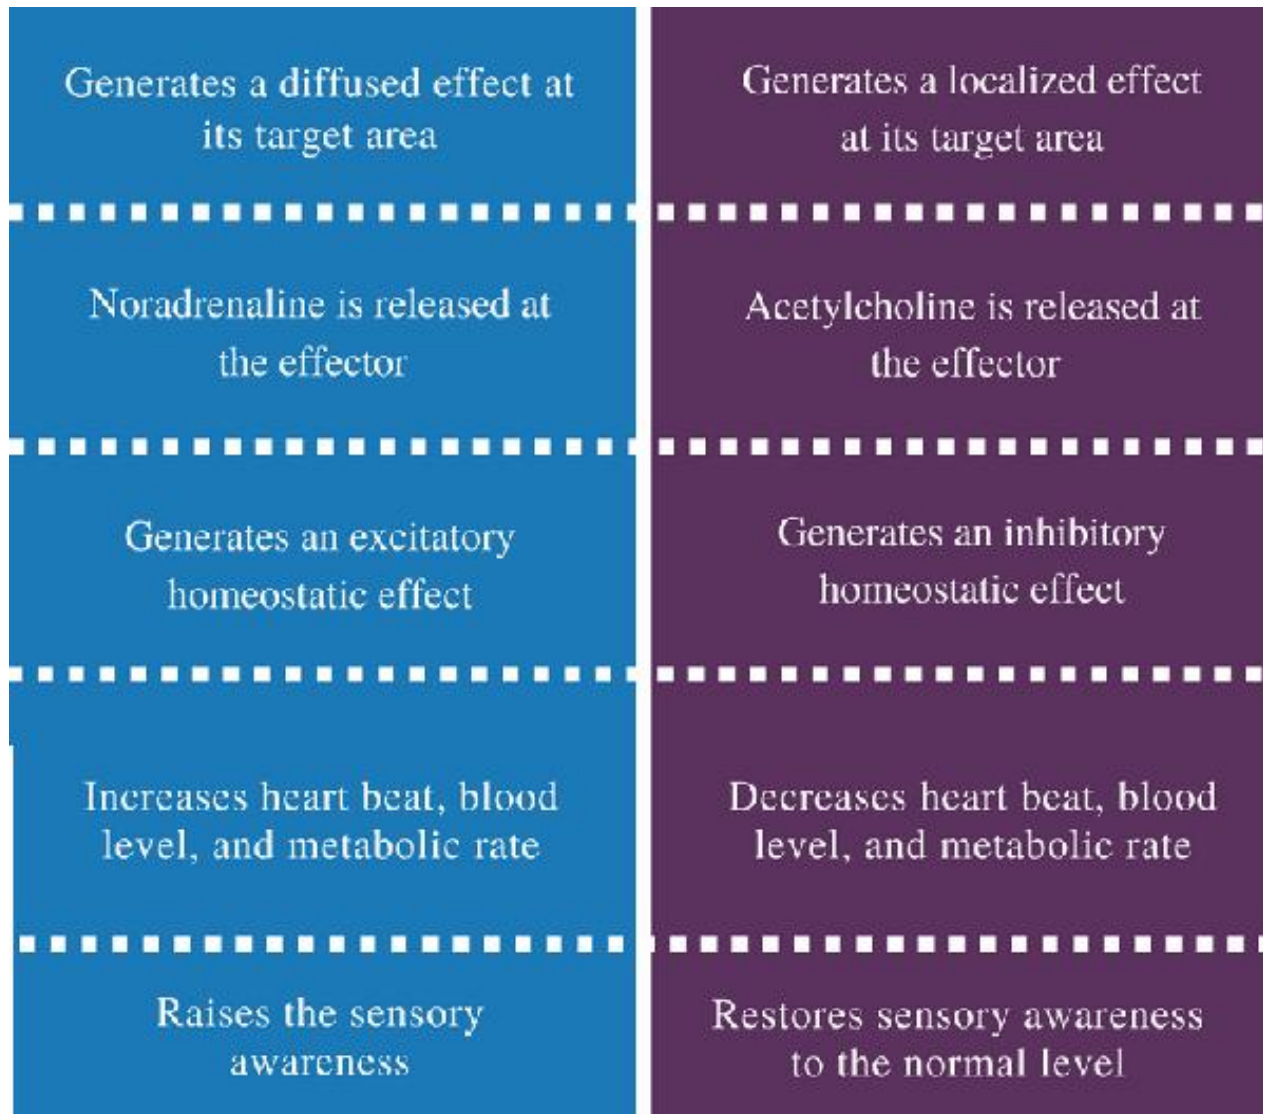 Generates a diffused effect at
its target area
Generates a localized effect
at its target area
Noradrenaline is released at
the effector
Acetylcholine is released at
the effector
Generates an excitatory
homeostatic effect
Generates an inhibitory
homeostatic effect
Increases heart beat, blood
level, and metabolic rate
Decreases heart beat, blood
level, and metabolic rate
Raises the sensory
awareness
Restores sensory awareness
to the normal level